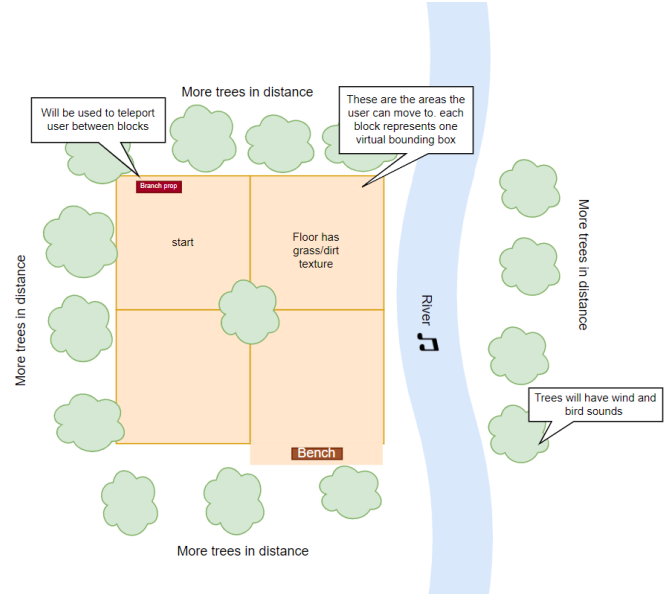 More trees in distance
These are the areas the
user can move to. each
block represents one
virtual bounding box
Will be used to teleport
user between blocks
Branch prop
start
Floor has
grass/dirt
texture
More trees in distance
River
More trees in distance
Trees will have wind and
bird sounds
Bench
More trees in distance